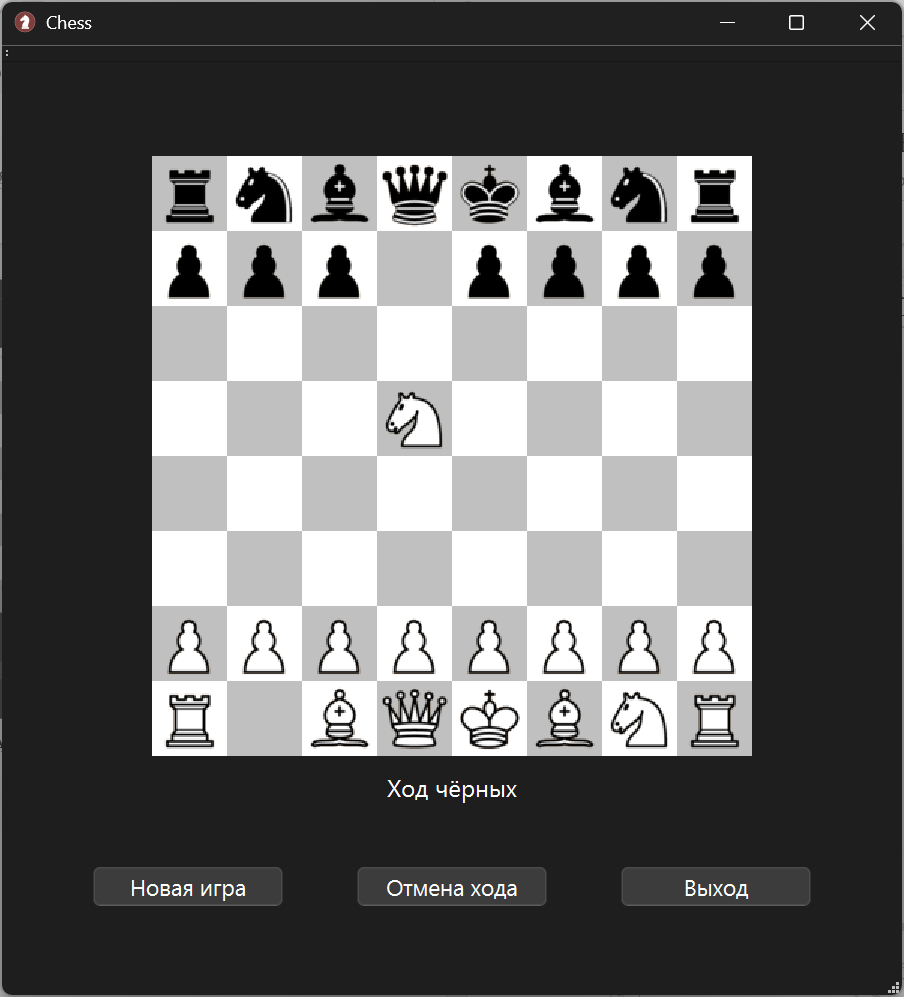 Chess
Ход чёрных
Новая игра
Отмена хода
Выход